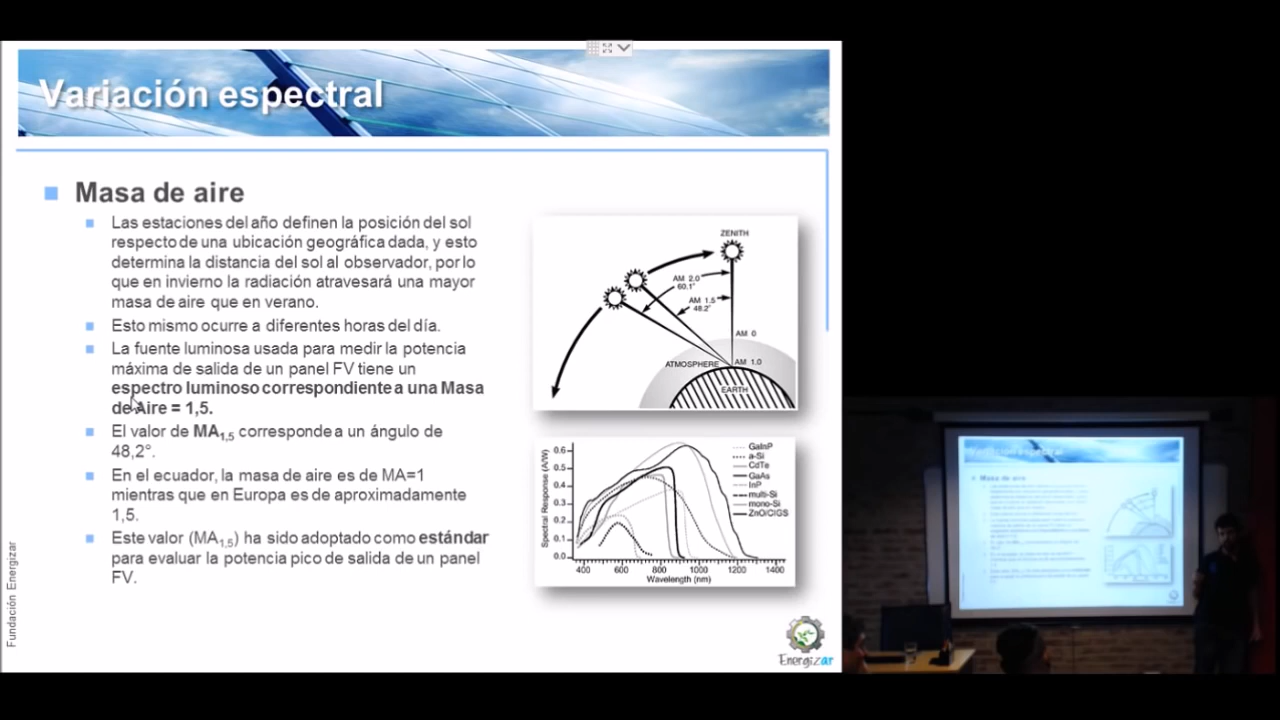 Variación espectral
Masa de aire
Las estaciones del año definen la posición del sol
respecto de una ubicación geográfica dada, y esto
determina la distancia del sol al observador, por lo
que en invierno la radiación atravesará una mayor
masa de aire que en verano.
Esto mismo ocurre a diferentes horas del día.
La fuente luminosa usada para medir la potencia
máxima de salida de un panel FV tiene un
espectro luminoso correspondiente a una Masa
de Aire = 1,5.
El valor de MA1,5 corresponde a un ángulo de
48,2°.
En el ecuador, la masa de aire es de MA=1
mientras que en Europa es de aproximadamente
1,5.
Este valor (MA1,5) ha sido adoptado como estándar
para evaluar la potencia pico de salida de un panel
FV.
ZENITH
AM 2.0
60.1°
AM 1.5
48.2°
AM 0
ATMOSPHERE
AM 1.0
EARTH
Spectral Response (A/W)
0.6
0.5
0.4
0.3
0.2
0.1
0.0
400 600 800 1000 1200 1400
Wavelength (nm)
GaInP
a-Si
CdTe
GaAs
InP
multi-Si
mono-Si
ZnO/CIGS
Fundación Energizar
Energizar
Variación espectral
Masa de aire